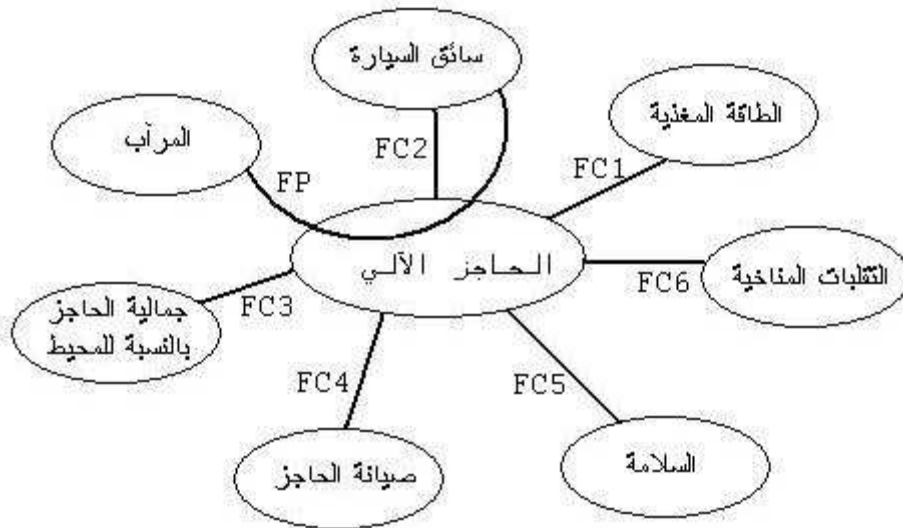 سائق السيارة
الطاقة المغذية
المرآب
FC2
FC1
FP
الحاجز الآلي
التقلبات المناخية
FC6
جمالية الحاجز
بالنسبة للمحيط
FC3
FC4
FC5
صيانة الحاجز
السلامة